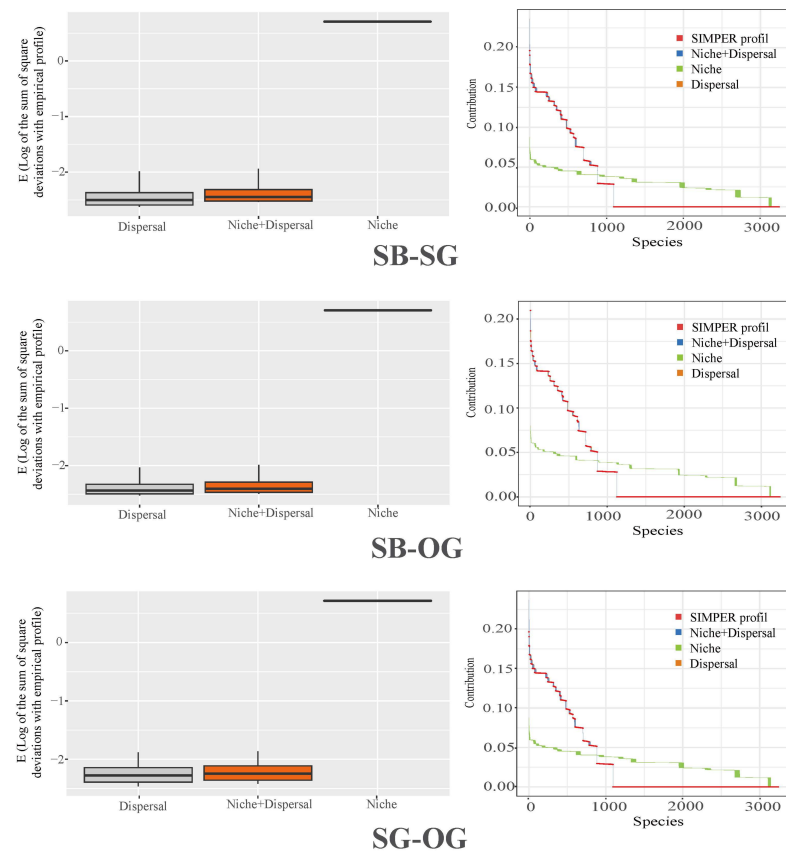 E (Log of the sum of square
deviations with empirical profile)
0
−1
−2
Dispersal
Niche+Dispersal
Niche
Contribution
0.20
0.15
0.10
0.05
0.00
SIMPER profil
Niche+Dispersal
Niche
Dispersal
0
1000
2000
3000
Species
SB-SG
E (Log of the sum of square
deviations with empirical profile)
0
−1
−2
Dispersal
Niche+Dispersal
Niche
Contribution
0.20
0.15
0.10
0.05
0.00
SIMPER profil
Niche+Dispersal
Niche
Dispersal
0
1000
2000
3000
Species
SB-OG
E (Log of the sum of square
deviations with empirical profile)
0
−1
−2
Dispersal
Niche+Dispersal
Niche
Contribution
0.20
0.15
0.10
0.05
0.00
SIMPER profil
Niche+Dispersal
Niche
Dispersal
0
1000
2000
3000
Species
SG-OG